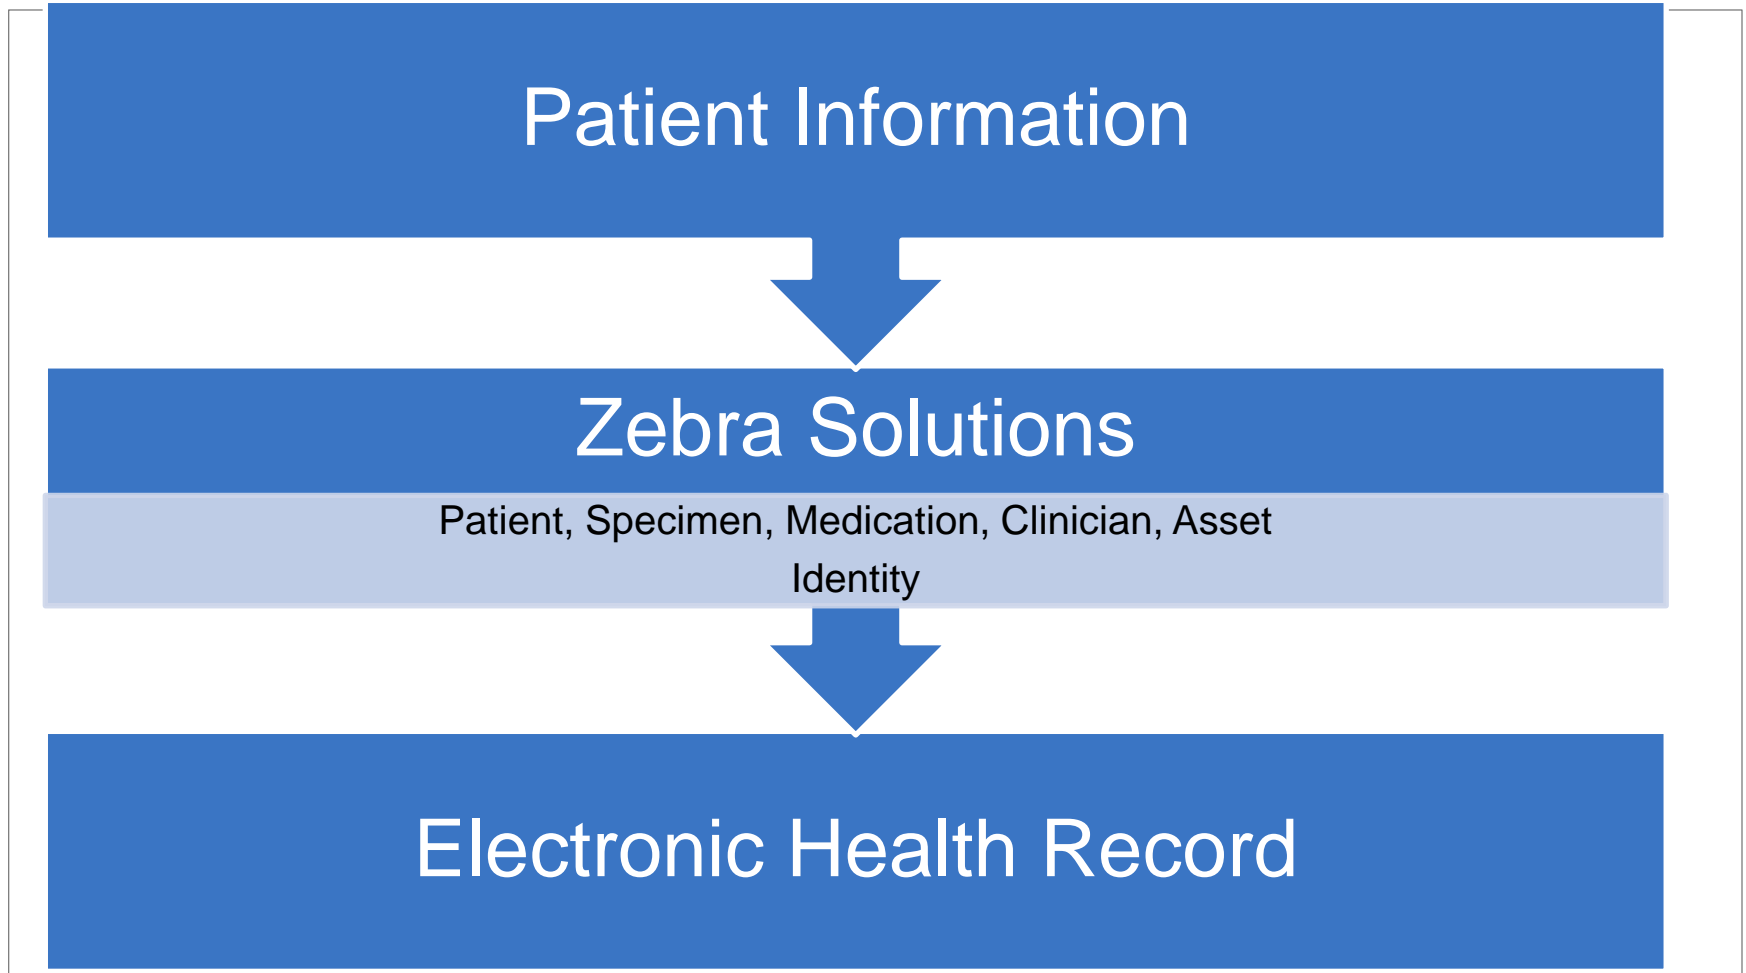 Patient Information
Zebra Solutions
Patient, Specimen, Medication, Clinician, Asset
Identity
Electronic Health Record